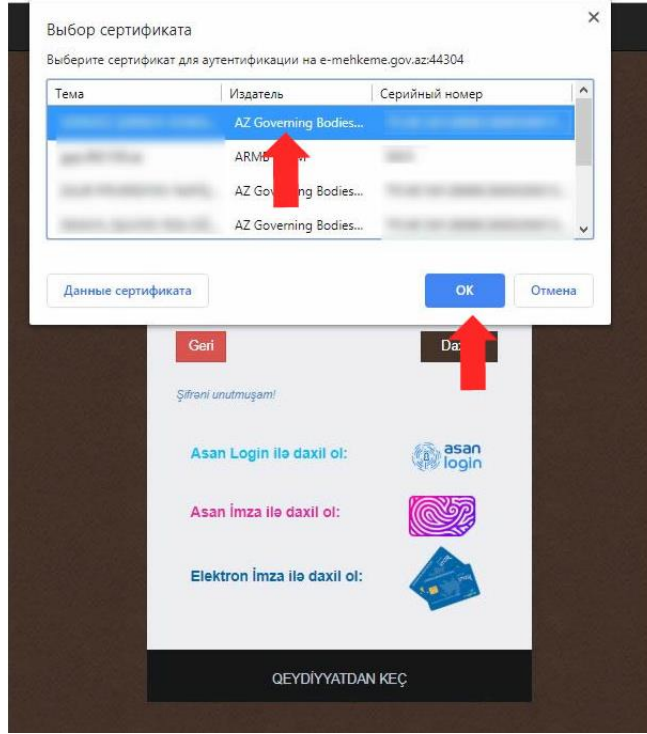 Выбор сертификата
Выберите сертификат для аутентификации на e-mehkeme.gov.az:44304
Тема Издатель Серийный номер
AZ Governing Bodies...
ARMB
AZ Governing Bodies...
AZ Governing Bodies...
Данные сертификата OK Отмена
Geri
Şifrəni unutmuşam!
Asan Login ilə daxil ol: asan login
Asan İmza ilə daxil ol:
Elektron İmza ilə daxil ol:
QEYDİYYATDAN KEÇ